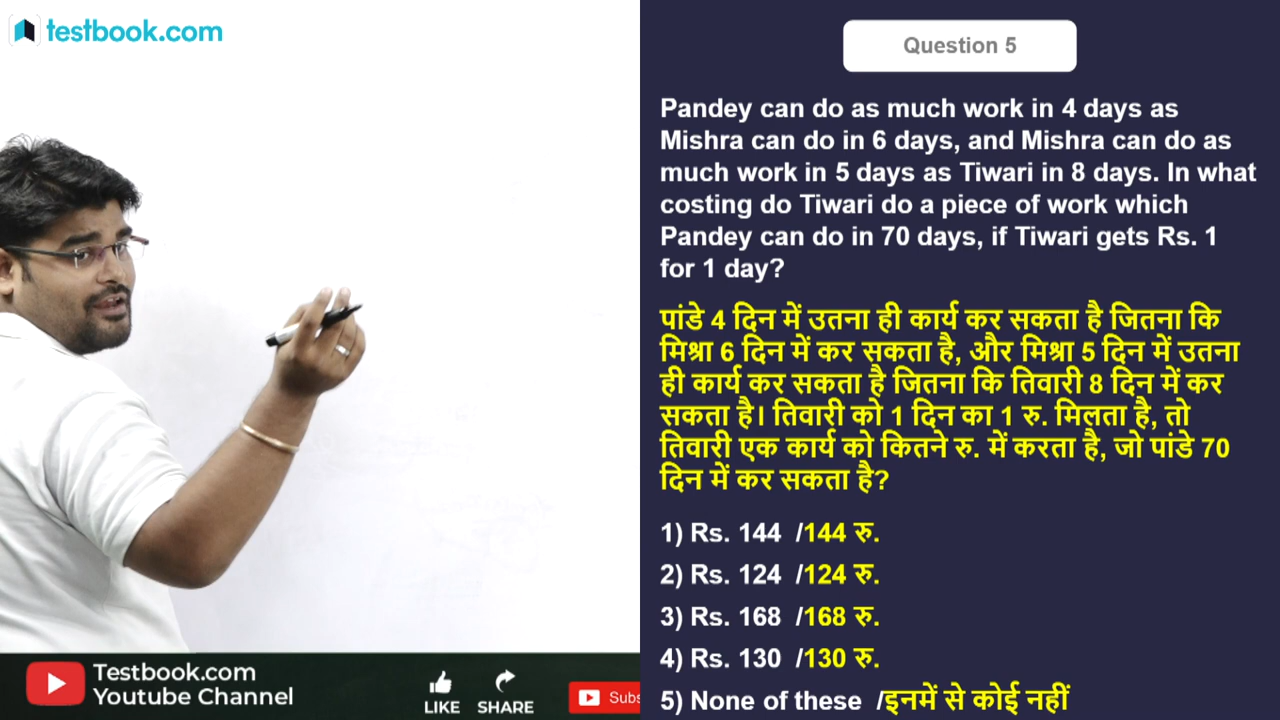 testbook.com
Question 5
Pandey can do as much work in 4 days as
Mishra can do in 6 days, and Mishra can do as
much work in 5 days as Tiwari in 8 days. In what
costing do Tiwari do a piece of work which
Pandey can do in 70 days, if Tiwari gets Rs. 1
for 1 day?
पांडे 4 दिन में उतना ही कार्य कर सकता है जितना कि
मिश्रा 6 दिन में कर सकता है, और मिश्रा 5 दिन में उतना
ही कार्य कर सकता है जितना कि तिवारी 8 दिन में कर
सकता है। तिवारी को 1 दिन का 1 रु. मिलता है, तो
तिवारी एक कार्य को कितने रु. में करता है, जो पांडे 70
दिन में कर सकता है?
1) Rs. 144 /144 रु.
2) Rs. 124 /124 रु.
3) Rs. 168 /168 रु.
4) Rs. 130 /130 रु.
5) None of these /इनमें से कोई नहीं
Testbook.com
Youtube Channel
LIKE
SHARE
Subs